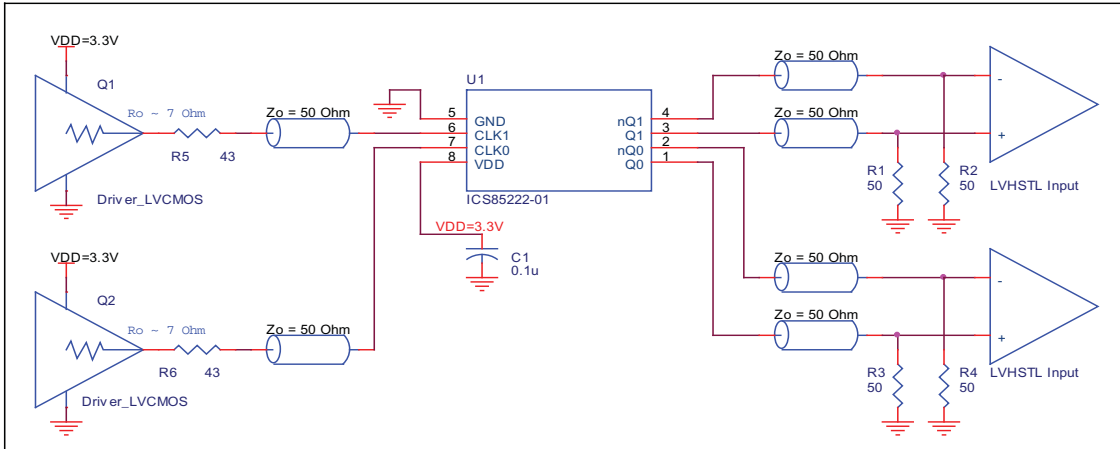 VDD=3.3V
Q1
Ro ~ 7 Ohm
R5 43
Zo = 50 Ohm
Driver_LVCMOS
VDD=3.3V
Q2
Ro ~ 7 Ohm
R6 43
Zo = 50 Ohm
Driver_LVCMOS
U1
5 GND
6 CLK1
7 CLK0
8 VDD
nQ1 4
Q1 3
nQ0 2
Q0 1
ICS85222-01
VDD=3.3V
C1
0.1u
Zo = 50 Ohm
Zo = 50 Ohm
-
+
R1
50
R2
50
LVHSTL Input
Zo = 50 Ohm
Zo = 50 Ohm
-
+
R3
50
R4
50
LVHSTL Input